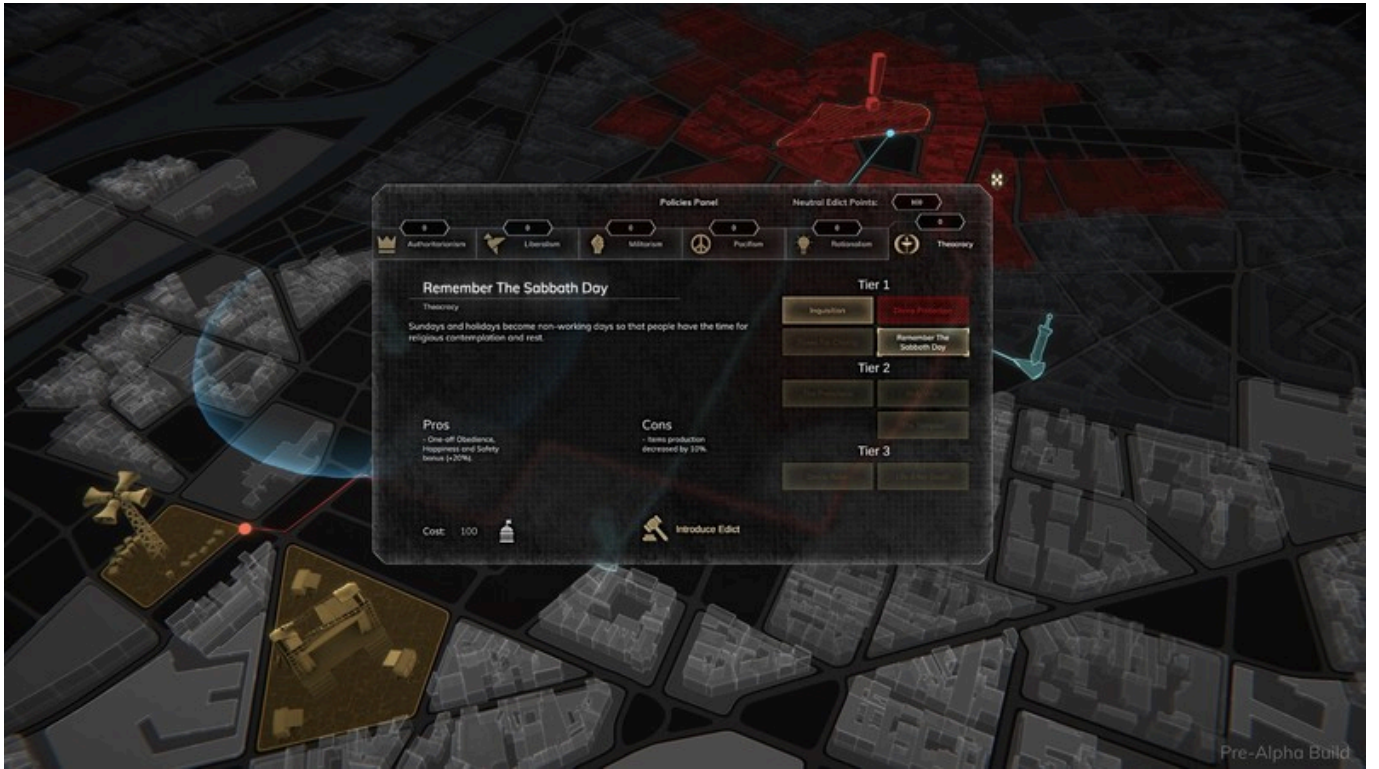 Policies Panel
Neutral Edict Points:
0 0 0 0 0 0
Authoritarianism Liberalism Militarism Pacifism Rationalism Theocracy
Remember The Sabbath Day
Theocracy
Sundays and holidays become non-working days so that people have the time for
religious contemplation and rest.
Pros
- One-off Obedience,
Happiness and Safety
bonus (+20%).
Cons
- Items production
decreased by 10%.
Cost: 100
Introduce Edict
Tier 1
Inquisition
Remember The
Sabbath Day
Tier 2
Tier 3
Pre-Alpha Build